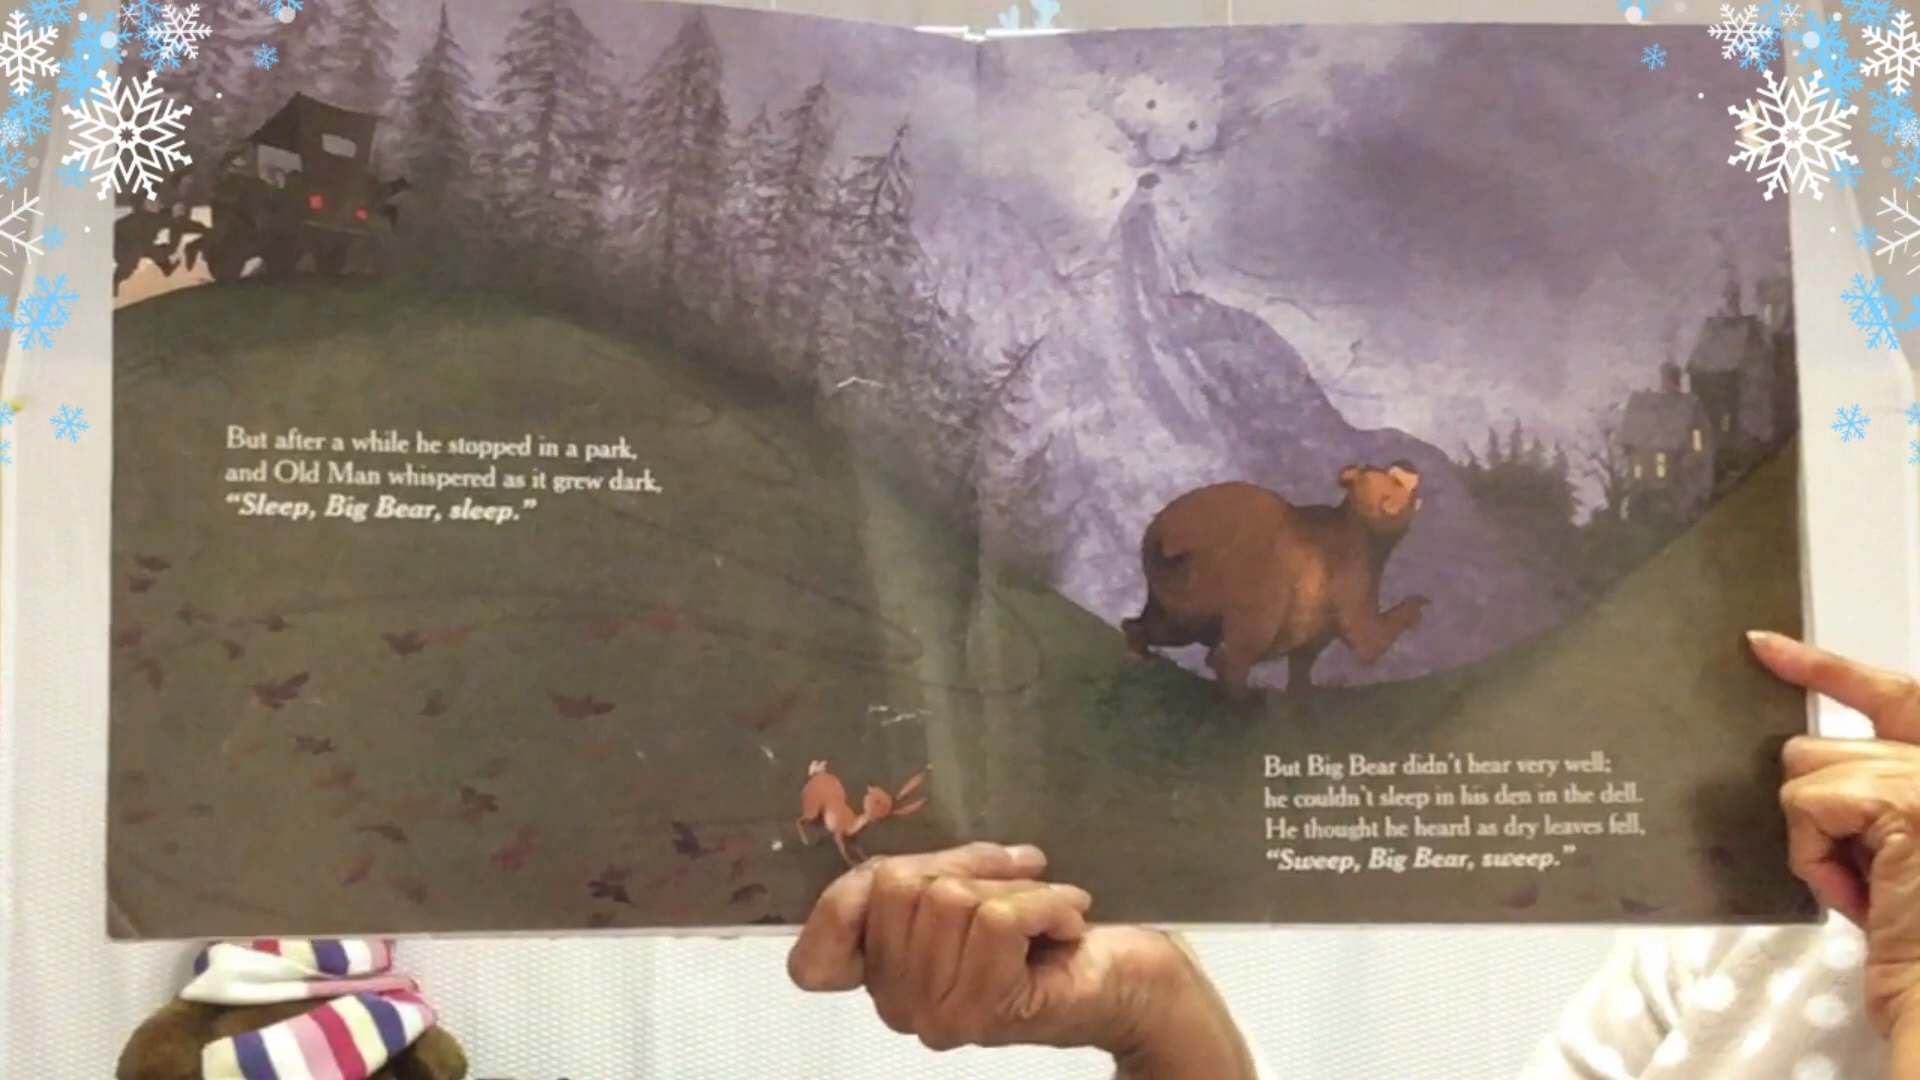 But after a while he stopped in a park,
and Old Man whispered as it grew dark,
“Sleep, Big Bear, sleep.”
But Big Bear didn't hear very well;
he couldn't sleep in his den in the dell.
He thought he heard as dry leaves fell,
“Sweep, Big Bear, sweep.”